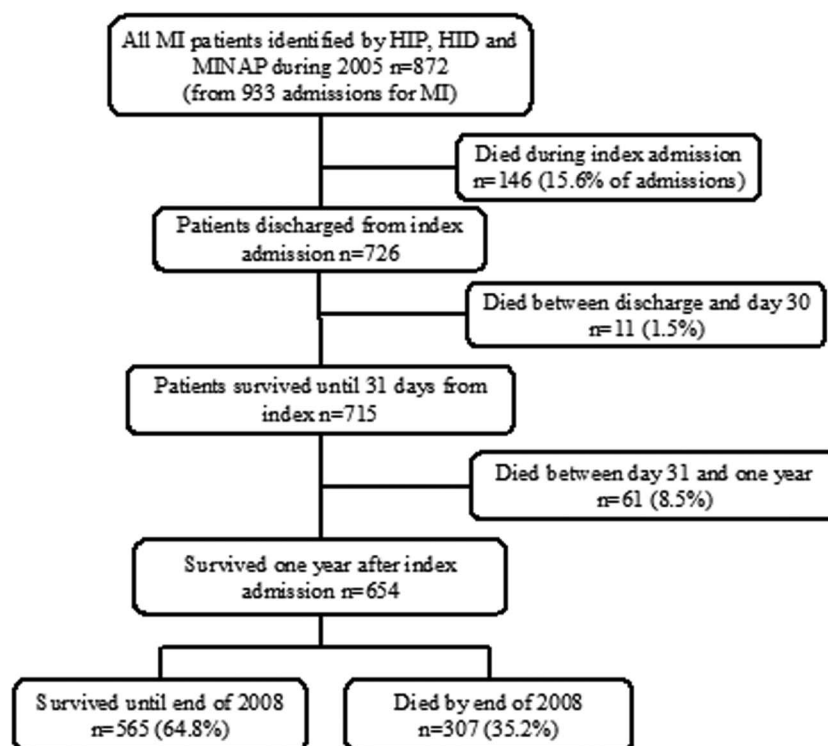 All MI patients identified by HIP, HID and
MINAP during 2005 n=872
(from 933 admissions for MI)
Died during index admission
n=146 (15.6% of admissions)
Patients discharged from index
admission n=726
Died between discharge and day 30
n=11 (1.5%)
Patients survived until 31 days from
index n=715
Died between day 31 and one year
n=61 (8.5%)
Survived one year after index
admission n=654
Survived until end of 2008
n=565 (64.8%)
Died by end of 2008
n=307 (35.2%)